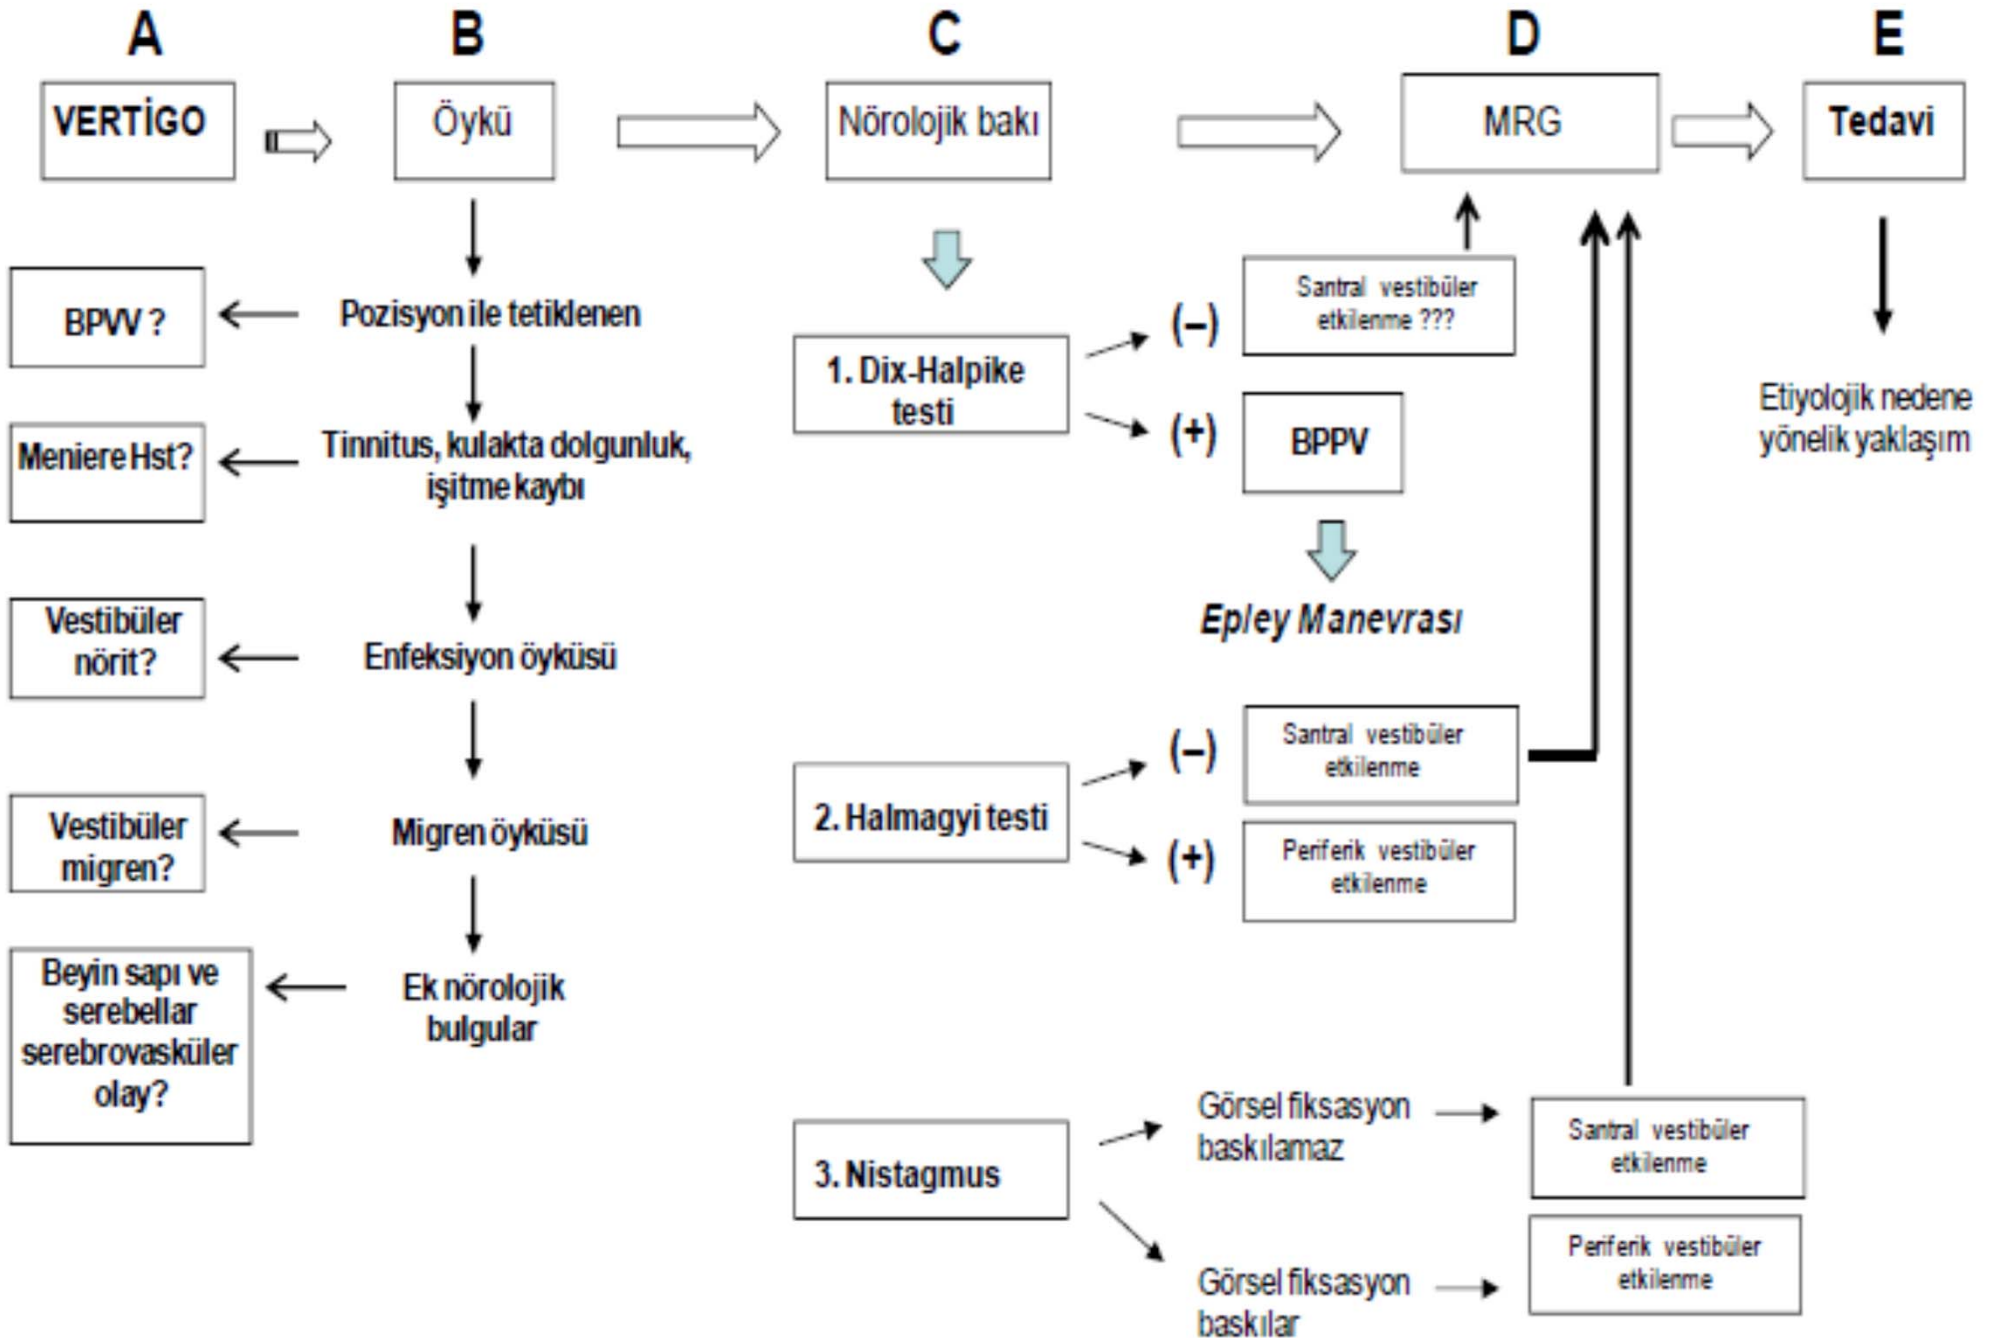 A
B
C
D
E
VERTİGO
Öykü
Nörolojik bakı
MRG
Tedavi
BPVV ?
Pozisyon ile tetiklenen
Meniere Hst?
Tinnitus, kulakta dolgunluk,
işitme kaybı
Vestibüler
nörit?
Enfeksiyon öyküsü
Vestibüler
migren?
Migren öyküsü
Beyin sapı ve
serebellar
serebrovasküler
olay?
Ek nörolojik
bulgular
1. Dix-Halpike
testi
(–)
Santral vestibüler
etkilenme ???
(+)
BPPV
Epley Manevrası
2. Halmagyi testi
(–)
Santral vestibüler
etkilenme
(+)
Periferik vestibüler
etkilenme
3. Nistagmus
Görsel fiksasyon
baskılamaz
Santral vestibüler
etkilenme
Görsel fiksasyon
baskılar
Periferik vestibüler
etkilenme
Etiyolojik nedene
yönelik yaklaşım